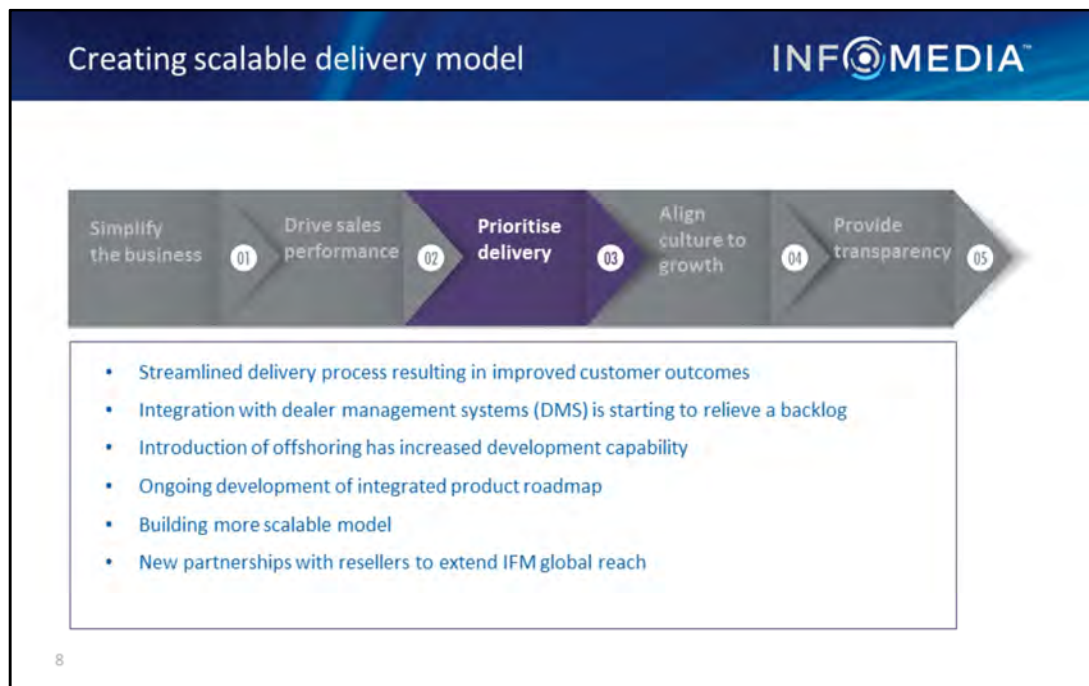 Creating scalable delivery model
INFOMEDIA™
Simplify
the business
01
Drive sales
performance
02
Prioritise
delivery
03
Align
culture to
growth
04
Provide
transparency
05
• Streamlined delivery process resulting in improved customer outcomes
• Integration with dealer management systems (DMS) is starting to relieve a backlog
• Introduction of offshoring has increased development capability
• Ongoing development of integrated product roadmap
• Building more scalable model
• New partnerships with resellers to extend IFM global reach
8